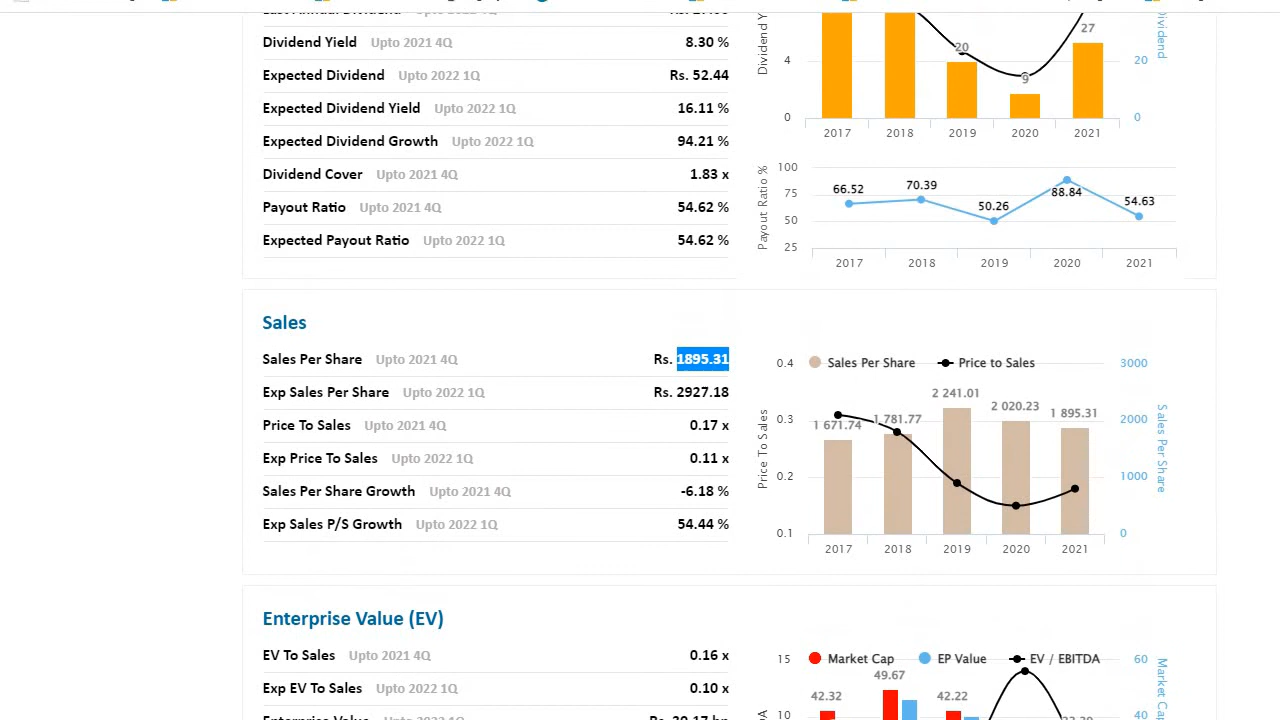 Dividend Yield Upto 2021 4Q 8.30 %
Expected Dividend Upto 2022 1Q Rs. 52.44
Expected Dividend Yield Upto 2022 1Q 16.11 %
Expected Dividend Growth Upto 2022 1Q 94.21 %
Dividend Cover Upto 2021 4Q 1.83 x
Payout Ratio Upto 2021 4Q 54.62 %
Expected Payout Ratio Upto 2022 1Q 54.62 %
Dividend
Dividend
27
20
9
4
20
0
0
2017 2018 2019 2020 2021
Payout Ratio %
100
75
50
25
66.52 70.39 50.26 88.84 54.63
2017 2018 2019 2020 2021
Sales
Sales Per Share Upto 2021 4Q Rs. 1895.31
Exp Sales Per Share Upto 2022 1Q Rs. 2927.18
Price To Sales Upto 2021 4Q 0.17 x
Exp Price To Sales Upto 2022 1Q 0.11 x
Sales Per Share Growth Upto 2021 4Q -6.18 %
Exp Sales P/S Growth Upto 2022 1Q 54.44 %
Sales Per Share Price to Sales
Price To Sales
0.4
0.3
0.2
0.1
1 671.74 1,781.77 2 241.01 2 020.23 1 895.31
3000
2000
1000
0
Sales Per Share
2017 2018 2019 2020 2021
Enterprise Value (EV)
EV To Sales Upto 2021 4Q 0.16 x
Exp EV To Sales Upto 2022 1Q 0.10 x
Market Cap EP Value EV / EBITDA
15
10
42.32 49.67 42.22
60
40
Market Cap